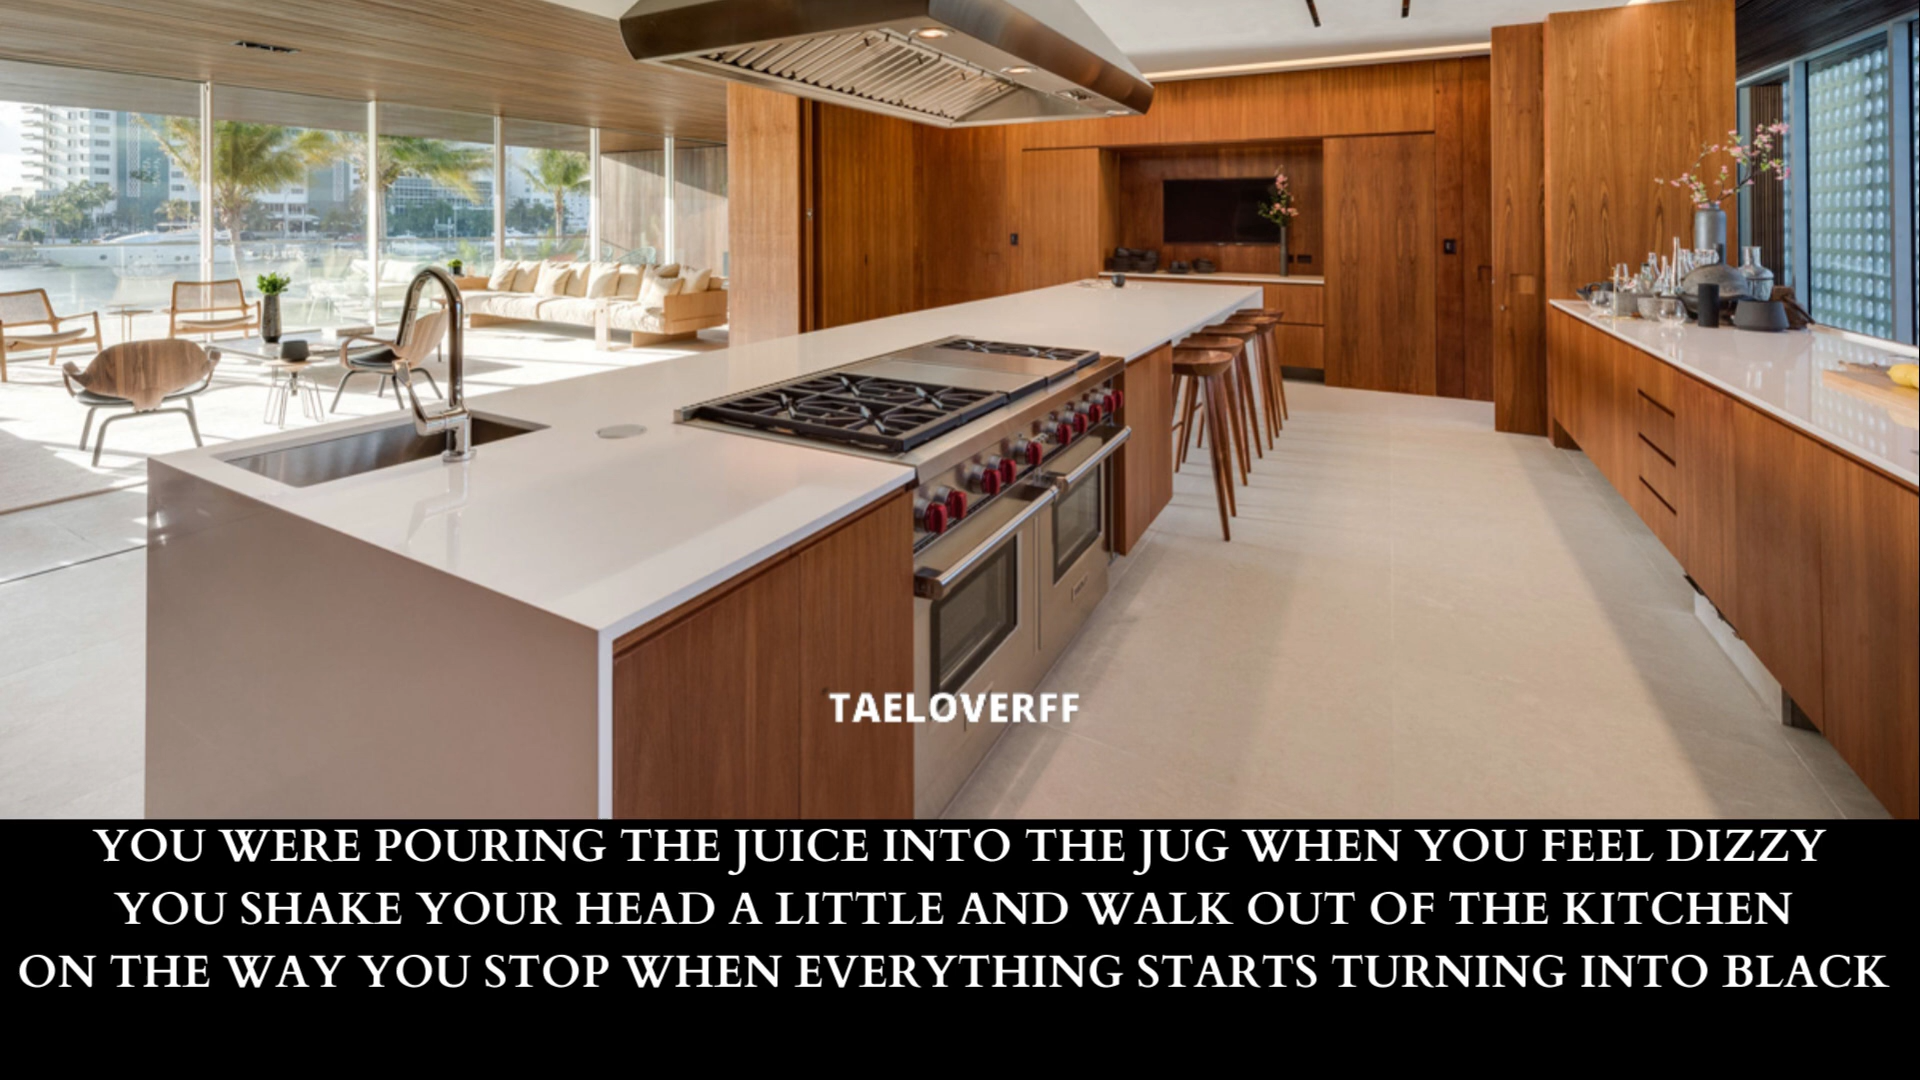 TAELOVERFF
YOU WERE POURING THE JUICE INTO THE JUG WHEN YOU FEEL DIZZY
YOU SHAKE YOUR HEAD A LITTLE AND WALK OUT OF THE KITCHEN
ON THE WAY YOU STOP WHEN EVERYTHING STARTS TURNING INTO BLACK